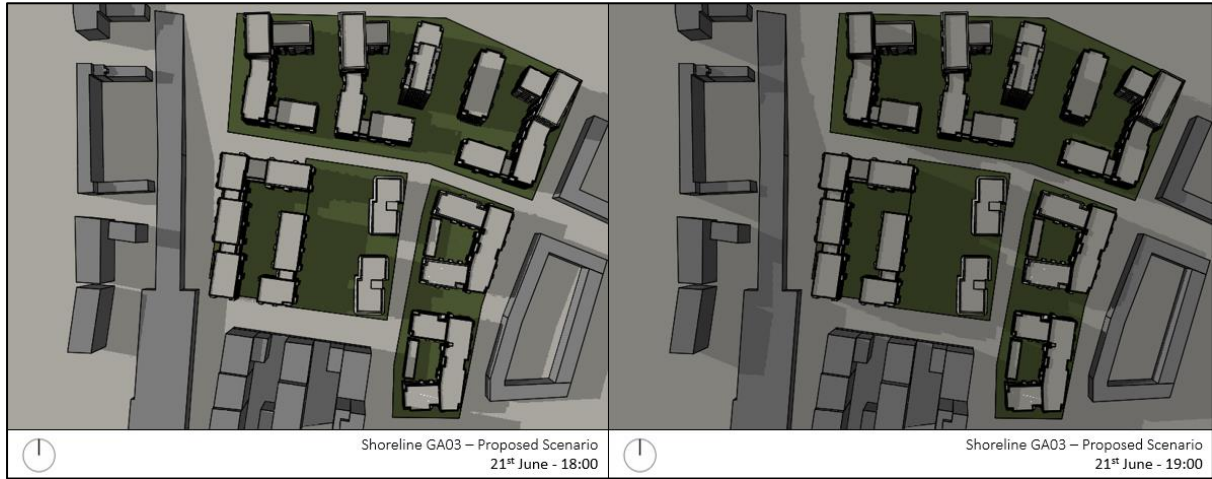 Shoreline GA03 – Proposed Scenario
21st June - 18:00
Shoreline GA03 – Proposed Scenario
21st June - 19:00